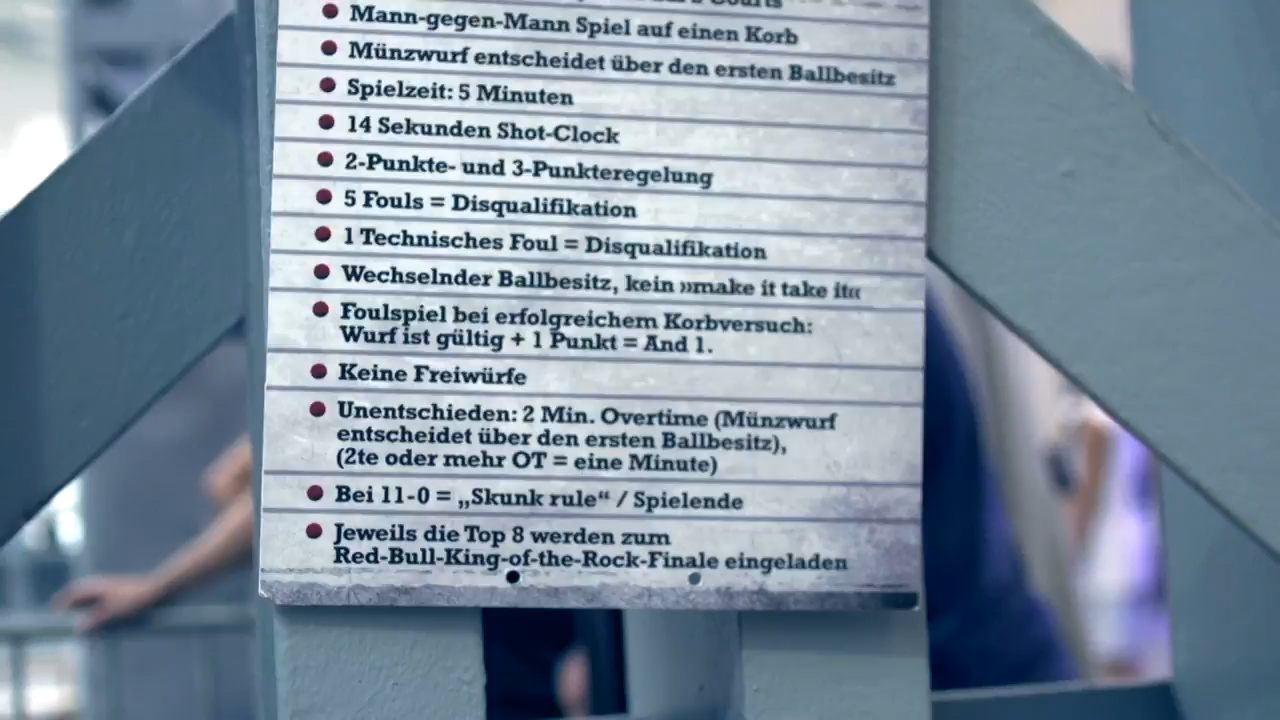 Mann-gegen-Mann Spiel auf einen Korb
Münzwurf entscheidet über den ersten Ballbesitz
Spielzeit: 5 Minuten
14 Sekunden Shot-Clock
2-Punkte- und 3-Punkteregelung
5 Fouls = Disqualifikation
1 Technisches Foul = Disqualifikation
Wechselnder Ballbesitz, kein »make it take it«
Foulspiel bei erfolgreichem Korbversuch:
Wurf ist gültig + 1 Punkt = And 1.
Keine Freiwürfe
Unentschieden: 2 Min. Overtime (Münzwurf
entscheidet über den ersten Ballbesitz),
(2te oder mehr OT = eine Minute)
Bei 11-0 = „Skunk rule“ / Spielende
Jeweils die Top 8 werden zum
Red-Bull-King-of-the-Rock-Finale eingeladen